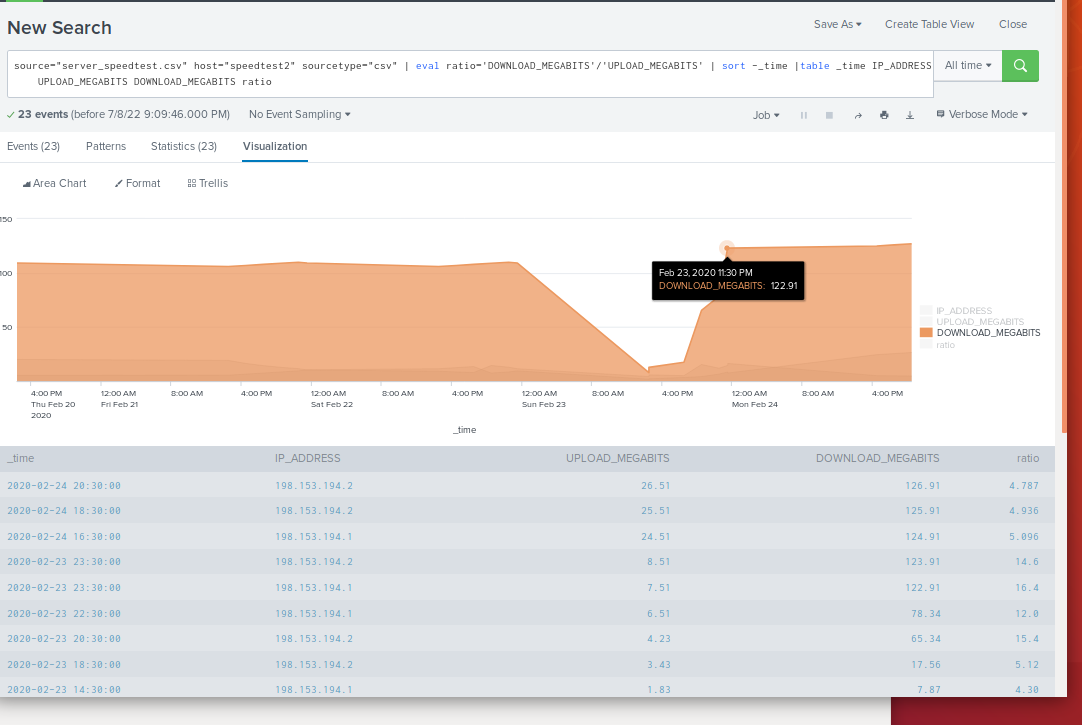 New Search
Save As Create Table View Close
source="server_speedtest.csv" host="speedtest2" sourcetype="csv" | eval ratio='DOWNLOAD_MEGABITS'/'UPLOAD_MEGABITS' | sort -_time |table _time IP_ADDRESS
UPLOAD_MEGABITS DOWNLOAD_MEGABITS ratio
All time
23 events (before 7/8/22 9:09:46.000 PM) No Event Sampling Job Verbose Mode
Events (23) Patterns Statistics (23) Visualization
Area Chart Format Trellis
150
100
50
Feb 23, 2020 11:30 PM
DOWNLOAD_MEGABITS: 122.91
IP_ADDRESS
UPLOAD_MEGABITS
DOWNLOAD_MEGABITS
ratio
4:00 PM 12:00 AM 8:00 AM 4:00 PM 12:00 AM 8:00 AM 4:00 PM 12:00 AM 8:00 AM 4:00 PM 12:00 AM 8:00 AM 4:00 PM
Thu Feb 20 Fri Feb 21 Sat Feb 22 Sun Feb 23 Mon Feb 24
2020
_time
_time IP_ADDRESS UPLOAD_MEGABITS DOWNLOAD_MEGABITS ratio
2020-02-24 20:30:00 198.153.194.2 26.51 126.91 4.787
2020-02-24 18:30:00 198.153.194.2 25.51 125.91 4.936
2020-02-24 16:30:00 198.153.194.1 24.51 124.91 5.096
2020-02-23 23:30:00 198.153.194.2 8.51 123.91 14.6
2020-02-23 23:30:00 198.153.194.1 7.51 122.91 16.4
2020-02-23 22:30:00 198.153.194.1 6.51 78.34 12.0
2020-02-23 20:30:00 198.153.194.2 4.23 65.34 15.4
2020-02-23 18:30:00 198.153.194.2 3.43 17.56 5.12
2020-02-23 14:30:00 198.153.194.1 1.83 7.87 4.30